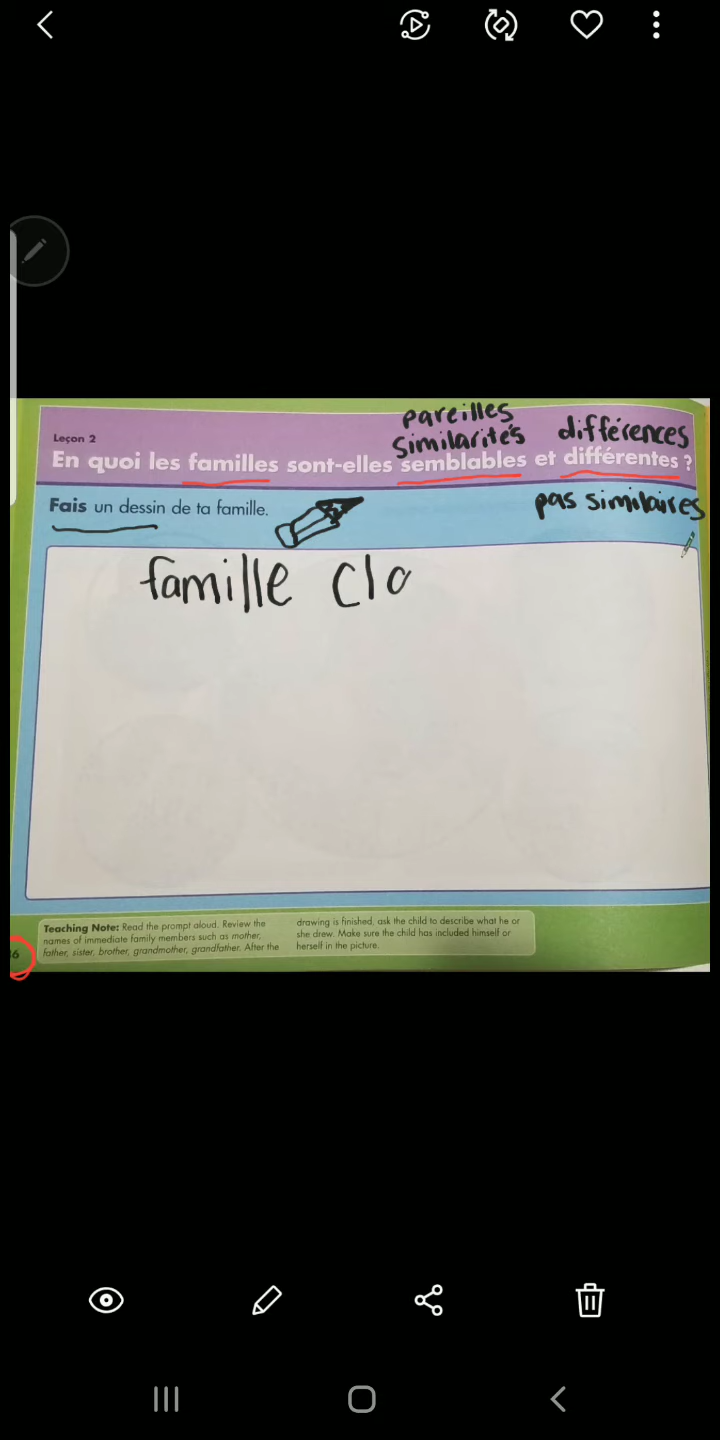 pareilles
similarités différences
Leçon 2
En quoi les familles sont-elles semblables et différentes ?
Fais un dessin de ta famille.
pas similaires
famille clo
Teaching Note: Read the prompt aloud. Review the
names of immediate family members such as mother,
father, sister, brother, grandmother, grandfather. After the
drawing is finished, ask the child to describe what he or
she drew. Make sure the child has included himself or
herself in the picture.